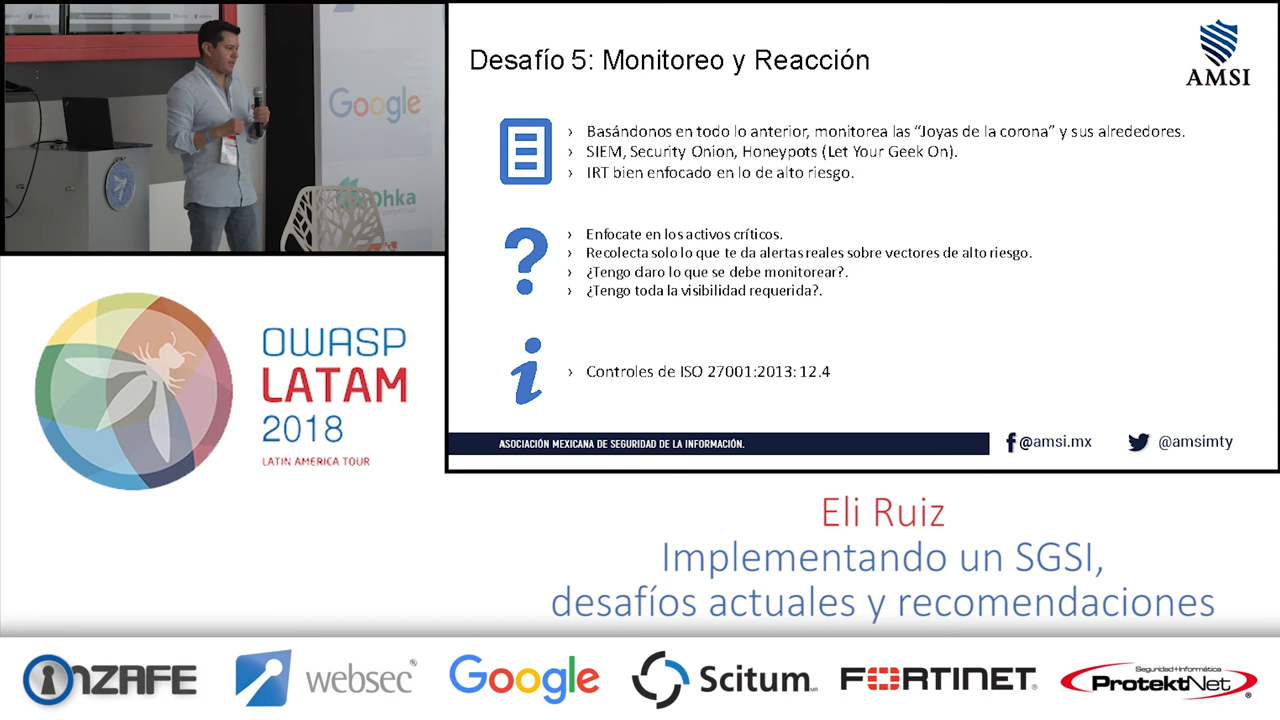 Google
Ohka
Desafío 5: Monitoreo y Reacción
AMSI
› Basándonos en todo lo anterior, monitorea las “Joyas de la corona” y sus alrededores.
› SIEM, Security Onion, Honeypots (Let Your Geek On).
› IRT bien enfocado en lo de alto riesgo.
› Enfocate en los activos críticos.
› Recolecta solo lo que te da alertas reales sobre vectores de alto riesgo.
› ¿Tengo claro lo que se debe monitorear?.
› ¿Tengo toda la visibilidad requerida?.
› Controles de ISO 27001:2013: 12.4
ASOCIACIÓN MEXICANA DE SEGURIDAD DE LA INFORMACIÓN.
@amsi.mx
@amsimty
OWASP
LATAM
2018
LATIN AMERICA TOUR
Eli Ruiz
Implementando un SGSI,
desafíos actuales y recomendaciones
ONZAFE
websec®
Google
Scitum
FORTINET®
Seguridad+Informática
ProtektNet®